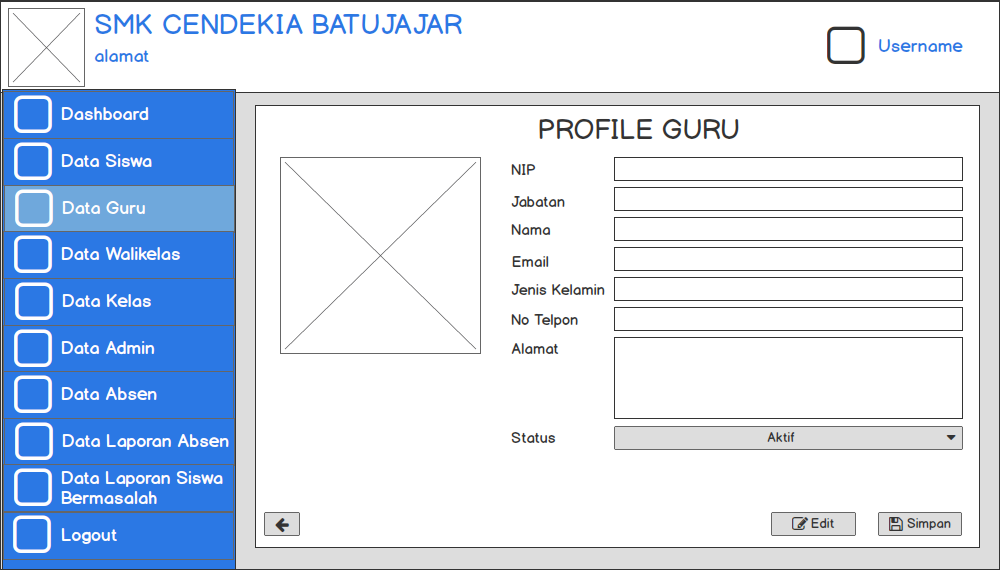 SMK CENDEKIA BATUJAJAR
alamat
Username
Dashboard
Data Siswa
Data Guru
Data Walikelas
Data Kelas
Data Admin
Data Absen
Data Laporan Absen
Data Laporan Siswa
Bermasalah
Logout
PROFILE GURU
NIP
Jabatan
Nama
Email
Jenis Kelamin
No Telpon
Alamat
Status
Aktif
Edit
Simpan